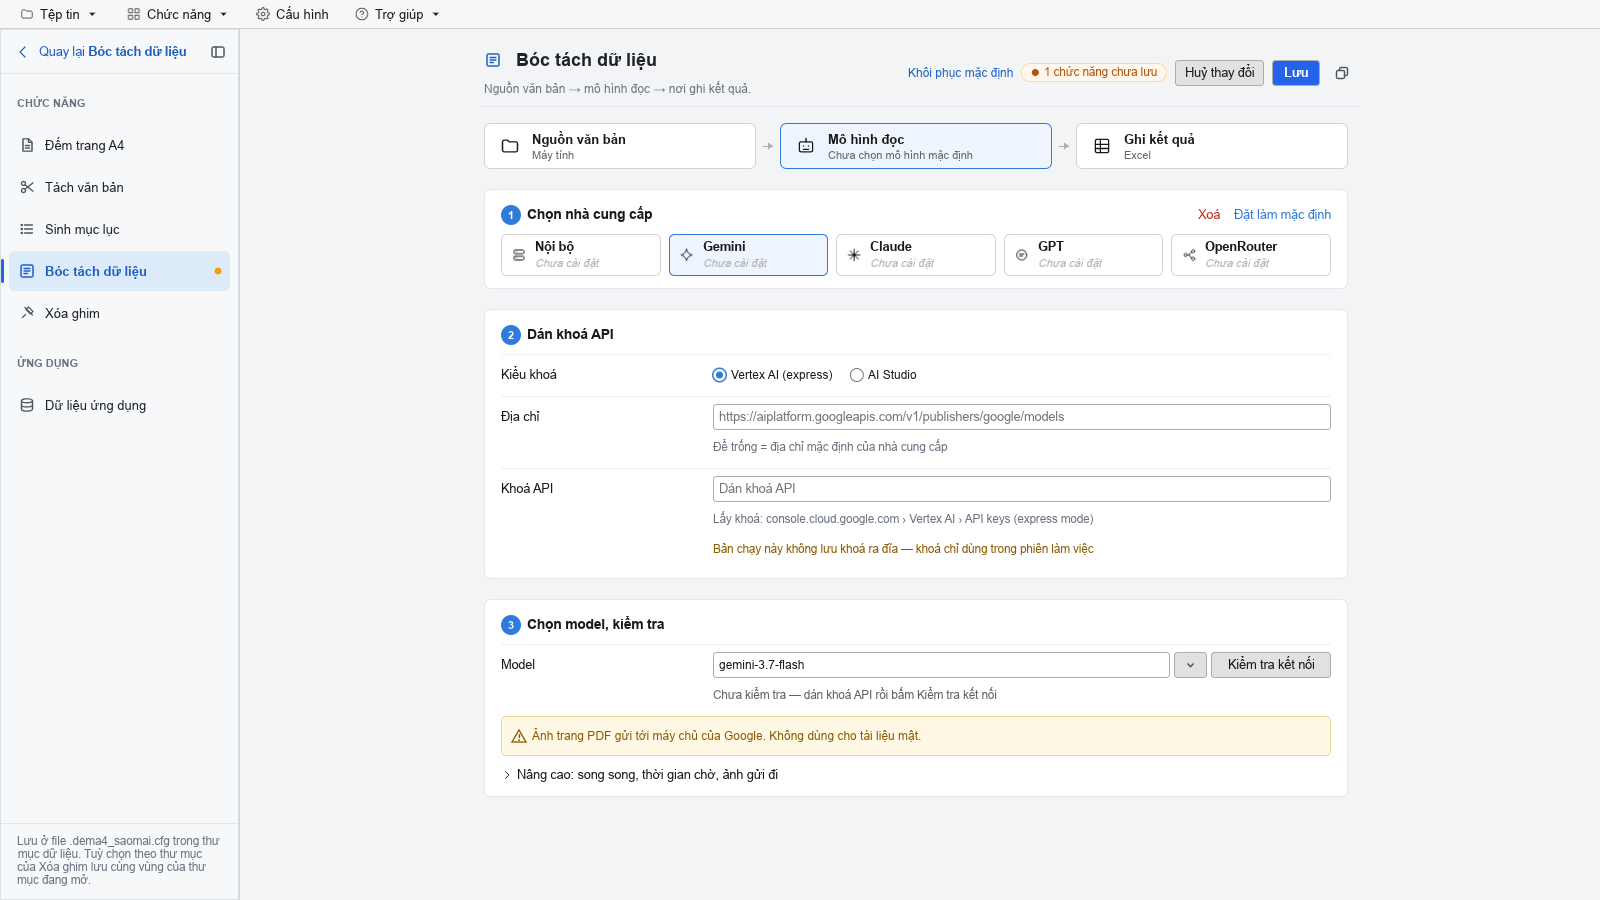 Tệp tin
Chức năng
Cấu hình
Trợ giúp
Quay lại Bóc tách dữ liệu
CHỨC NĂNG
Đếm trang A4
Tách văn bản
Sinh mục lục
Bóc tách dữ liệu
Xóa ghim
ỨNG DỤNG
Dữ liệu ứng dụng
Lưu ở file .dema4_saomai.cfg trong thư
mục dữ liệu. Tuỳ chọn theo thư mục
của Xóa ghim lưu cùng vùng của thư
mục đang mở.
Bóc tách dữ liệu
Nguồn văn bản → mô hình đọc → nơi ghi kết quả.
Khôi phục mặc định
1 chức năng chưa lưu
Huỷ thay đổi
Lưu
Nguồn văn bản
Máy tính
Mô hình đọc
Chưa chọn mô hình mặc định
Ghi kết quả
Excel
1 Chọn nhà cung cấp
Xoá
Đặt làm mặc định
Nội bộ
Chưa cài đặt
Gemini
Chưa cài đặt
Claude
Chưa cài đặt
GPT
Chưa cài đặt
OpenRouter
Chưa cài đặt
2 Dán khoá API
Kiểu khoá
Vertex AI (express)
AI Studio
Địa chỉ
https://aiplatform.googleapis.com/v1/publishers/google/models
Để trống = địa chỉ mặc định của nhà cung cấp
Khoá API
Dán khoá API
Lấy khoá: console.cloud.google.com › Vertex AI › API keys (express mode)
Bản chạy này không lưu khoá ra đĩa — khoá chỉ dùng trong phiên làm việc
3 Chọn model, kiểm tra
Model
gemini-3.7-flash
Kiểm tra kết nối
Chưa kiểm tra — dán khoá API rồi bấm Kiểm tra kết nối
Ảnh trang PDF gửi tới máy chủ của Google. Không dùng cho tài liệu mật.
Nâng cao: song song, thời gian chờ, ảnh gửi đi